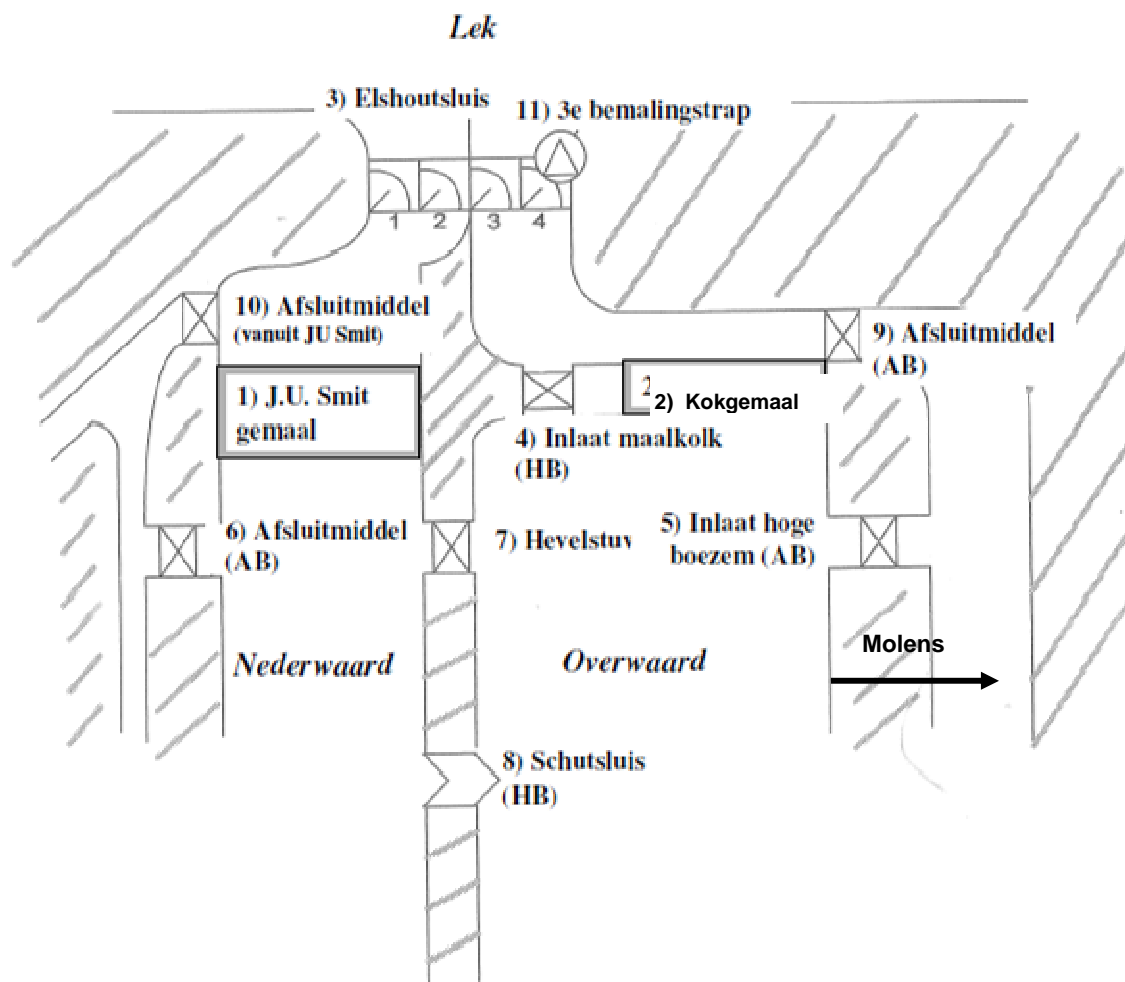 Lek
3) Elshoutsluis
11) 3e bemalingstrap
1 2 3 4
10) Afsluitmiddel
(vanuit JU Smit)
9) Afsluitmiddel
(AB)
1) J.U. Smit
gemaal
2) Kokgemaal
4) Inlaat maalkolk
(HB)
6) Afsluitmiddel
(AB)
7) Hevelstuv
5) Inlaat hoge
boezem (AB)
Nederwaard
Overwaard
Molens
8) Schutsluis
(HB)